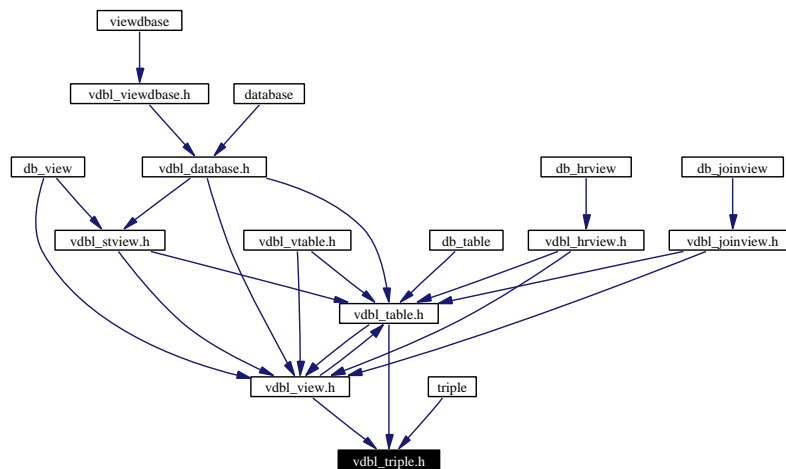 viewdbase
vdbl_viewdbase.h
database
db_view
vdbl_database.h
db_hrview
db_joinview
vdbl_stview.h
vdbl_vtable.h
db_table
vdbl_hrview.h
vdbl_joinview.h
vdbl_table.h
vdbl_view.h
triple
vdbl_triple.h